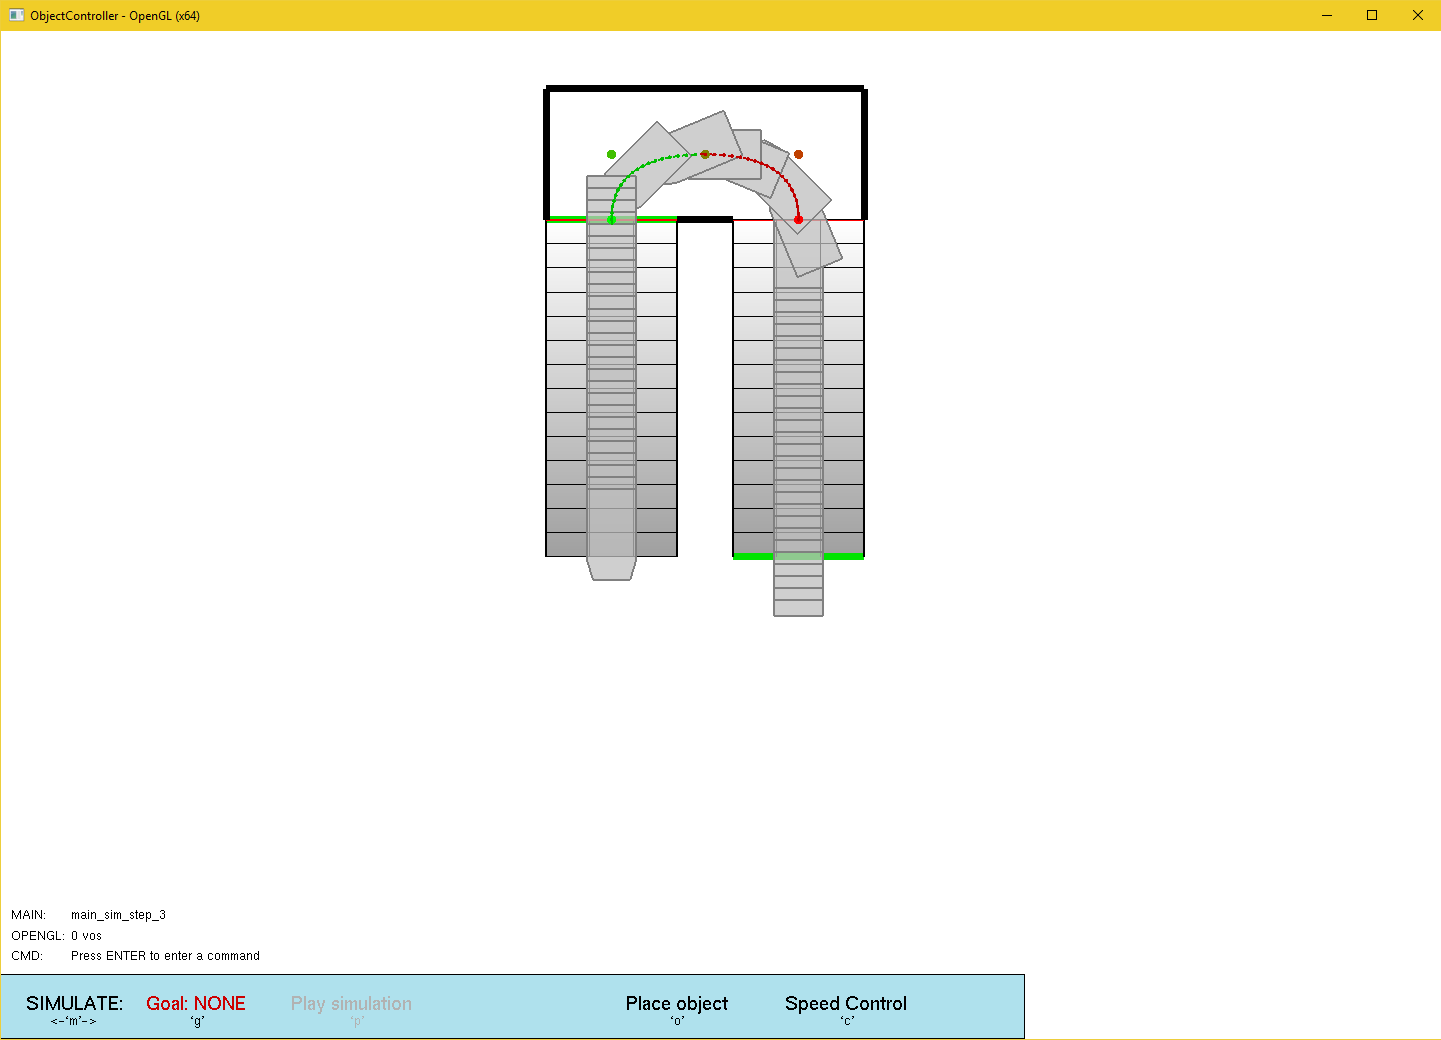 ObjectController - OpenGL (x64)
MAIN: main_sim_step_3
OPENGL: 0 vos
CMD: Press ENTER to enter a command
SIMULATE: Goal: NONE Play simulation Place object Speed Control
<-'m'-> 'g' 'p' 'o' 'c'